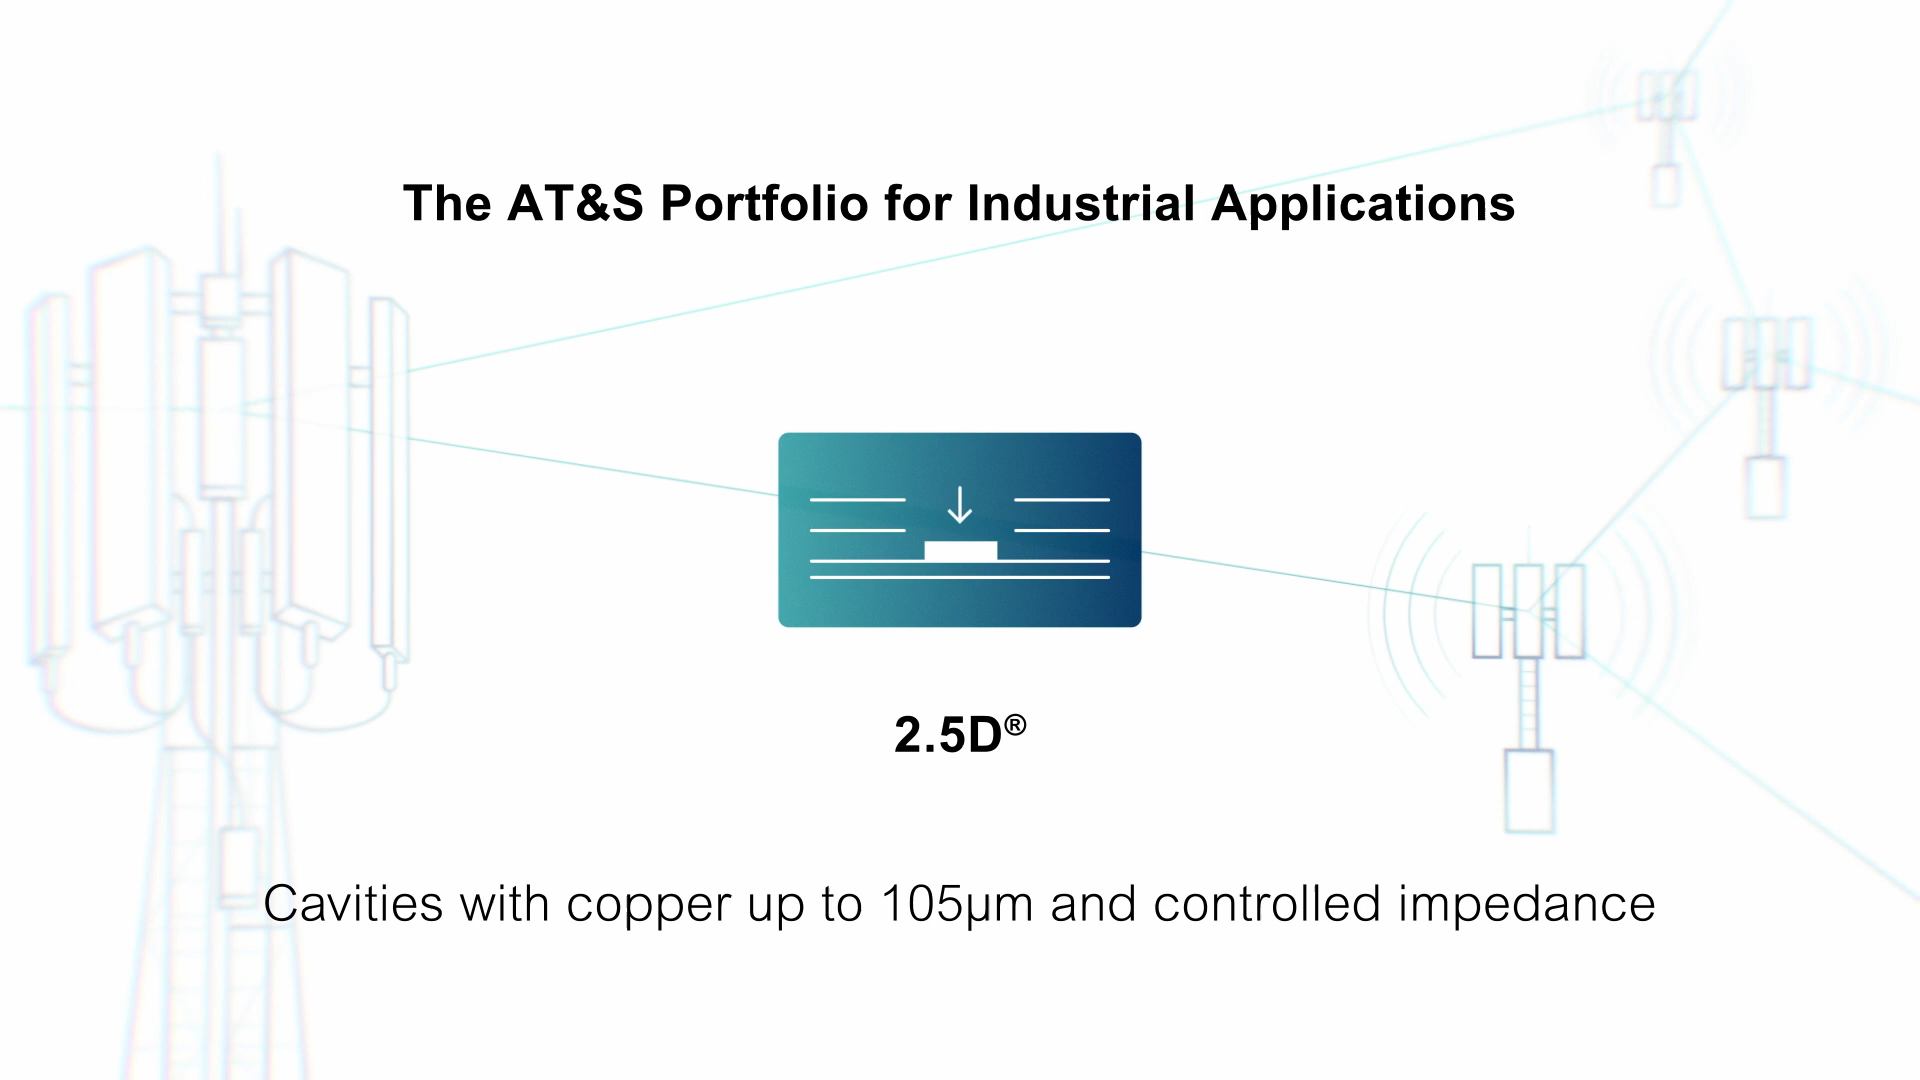 The AT&S Portfolio for Industrial Applications
2.5D®
Cavities with copper up to 105µm and controlled impedance